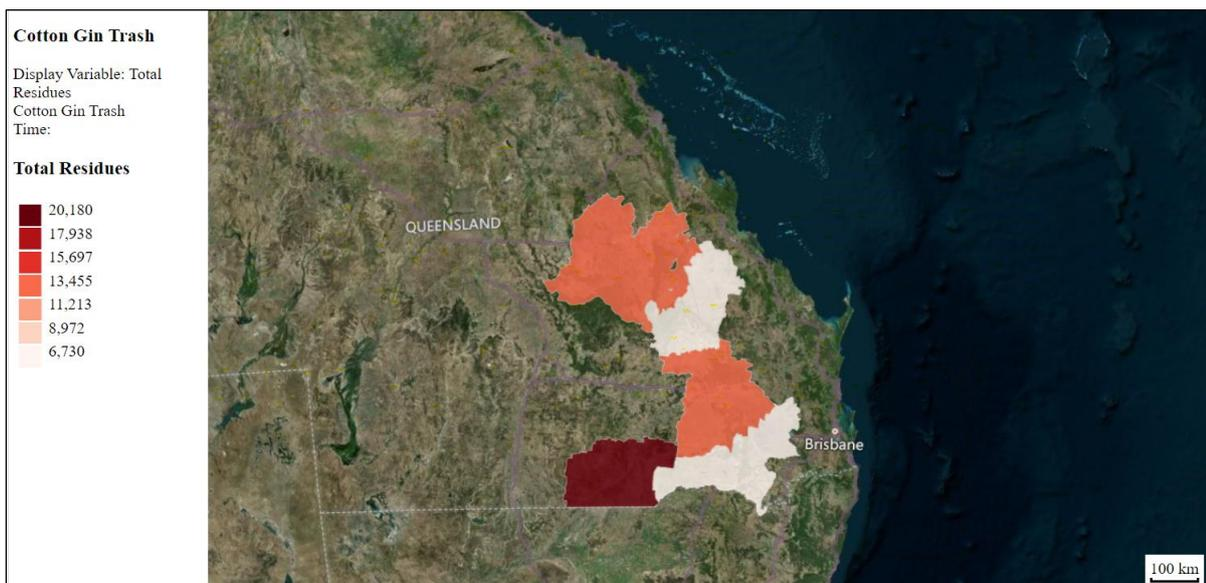 Cotton Gin Trash
Display Variable: Total
Residues
Cotton Gin Trash
Time:
Total Residues
20,180
17,938
15,697
13,455
11,213
8,972
6,730
QUEENSLAND
Brisbane
100 km